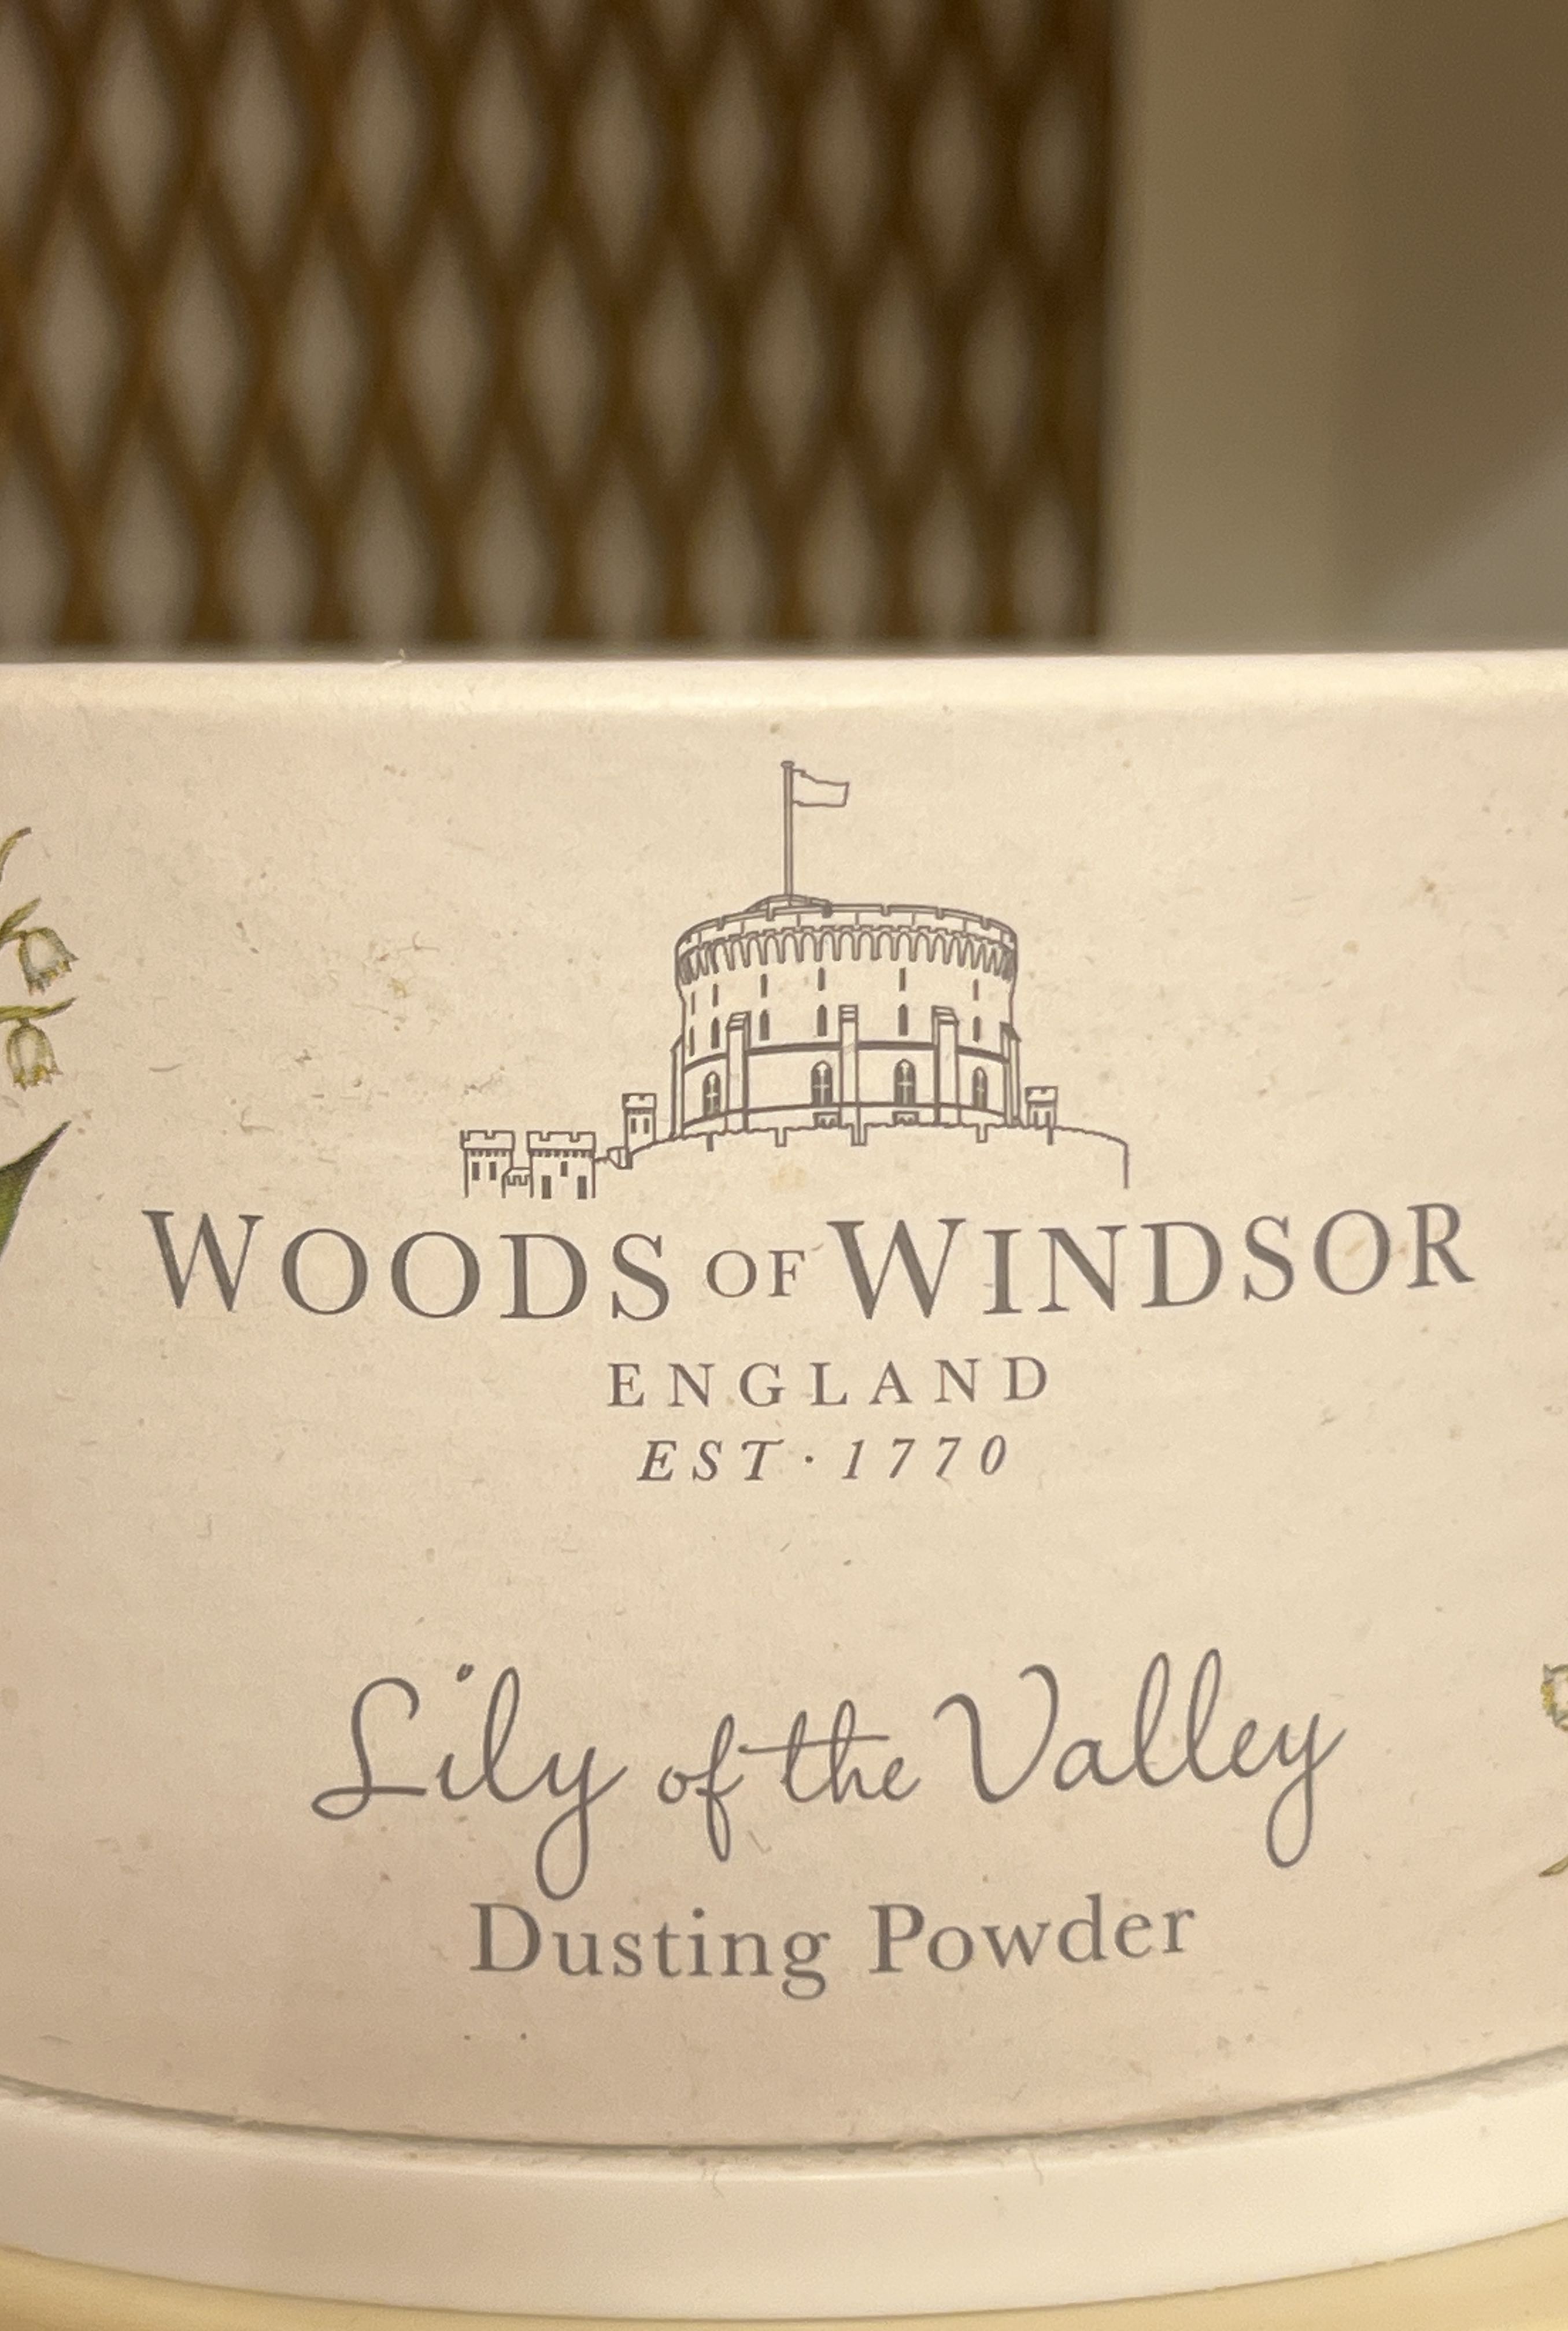 WOODS OF WINDSOR
ENGLAND
EST·1770
Lily of the Valley
Dusting Powder